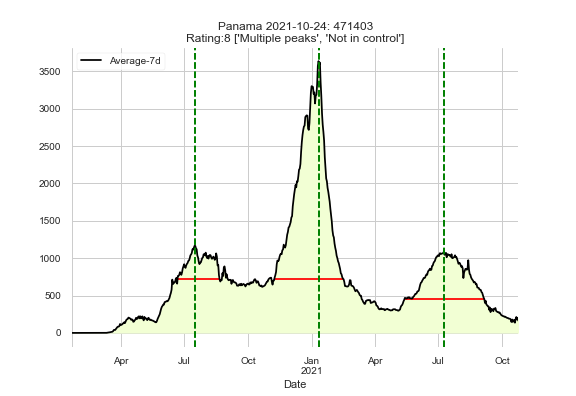 Panama 2021-10-24: 471403
Rating:8 ['Multiple peaks', 'Not in control']
Average-7d
3500
3000
2500
2000
1500
1000
500
0
Apr Jul Oct Jan Apr Jul Oct
2021
Date